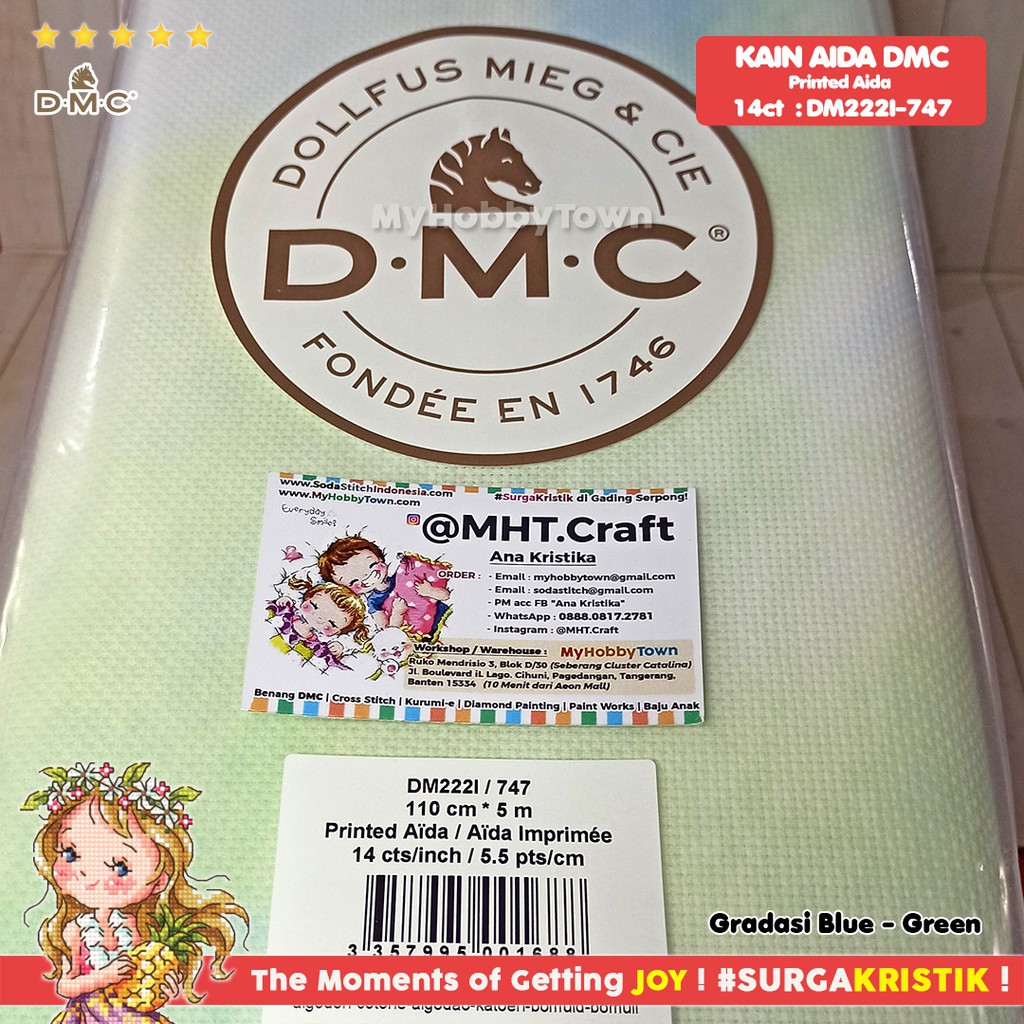 D·M·C®
KAIN AIDA DMC
Printed Aida
14ct : DM222I-747
DOLLFUS MIEG & CIE
MyHobbyTown
D·M·C®
FONDÉE EN 1746
www.SodaStitchIndonesia.com
www.MyHobbyTown.com
#SurgaKristik di Gading Serpong!
Everyday
Smile
@MHT.Craft
Ana Kristika
ORDER : - Email : myhobbytown@gmail.com
- Email : sodastitch@gmail.com
- PM acc FB "Ana Kristika"
- WhatsApp : 0888.0817.2781
- Instagram : @MHT.Craft
Workshop / Warehouse : MyHobbyTown
Ruko Mendrisio 3, Blok D/30 (Seberang Cluster Catalina)
Jl. Boulevard iL Lago. Cihuni, Pagedangan, Tangerang,
Banten 15334 (10 Menit dari Aeon Mall)
Benang DMC | Cross Stitch | Kurumi-e | Diamond Painting | Paint Works | Baju Anak
DM222I / 747
110 cm * 5 m
Printed Aïda / Aïda Imprimée
14 cts/inch / 5.5 pts/cm
3 357995 001688
Gradasi Blue - Green
The Moments of Getting JOY ! #SURGAKRISTIK !